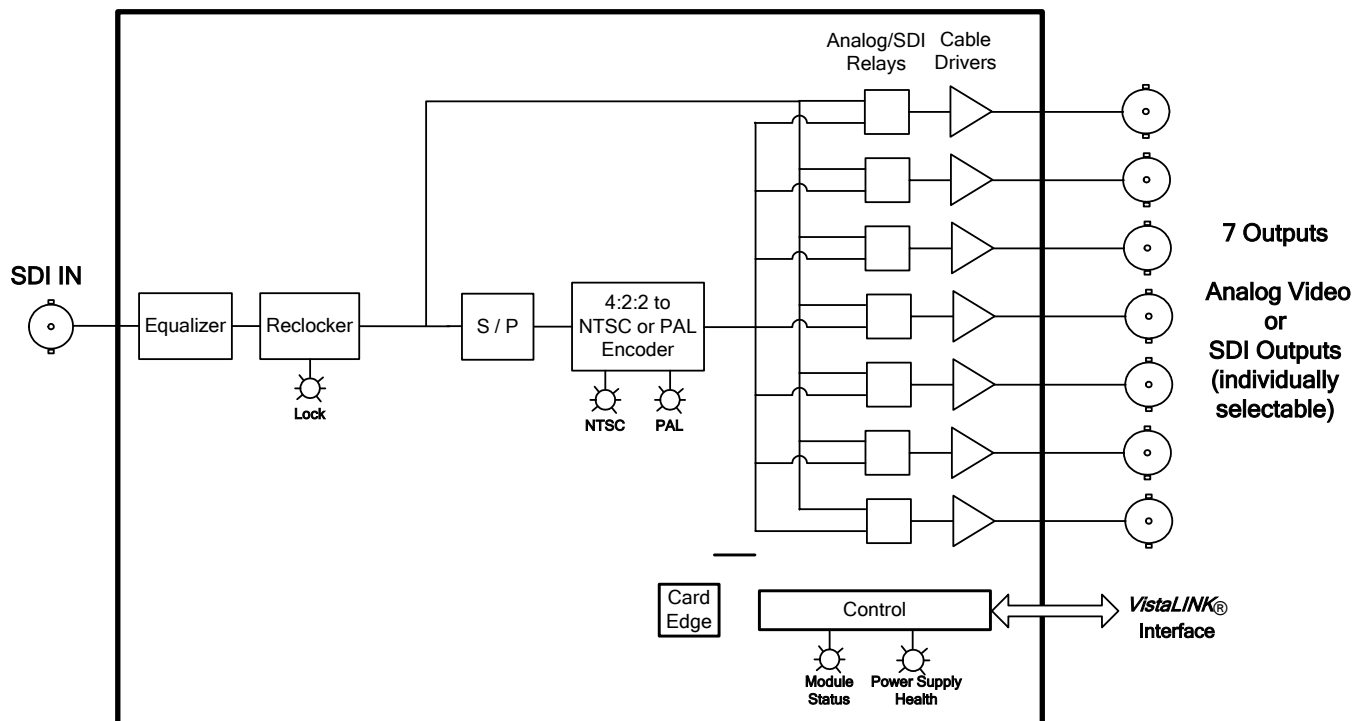 Analog/SDI
Relays
Cable
Drivers
SDI IN
Equalizer
Reclocker
S / P
4:2:2 to
NTSC or PAL
Encoder
Lock
NTSC
PAL
7 Outputs
Analog Video
or
SDI Outputs
(individually
selectable)
Card
Edge
Control
VistaLINK®
Interface
Module
Status
Power Supply
Health